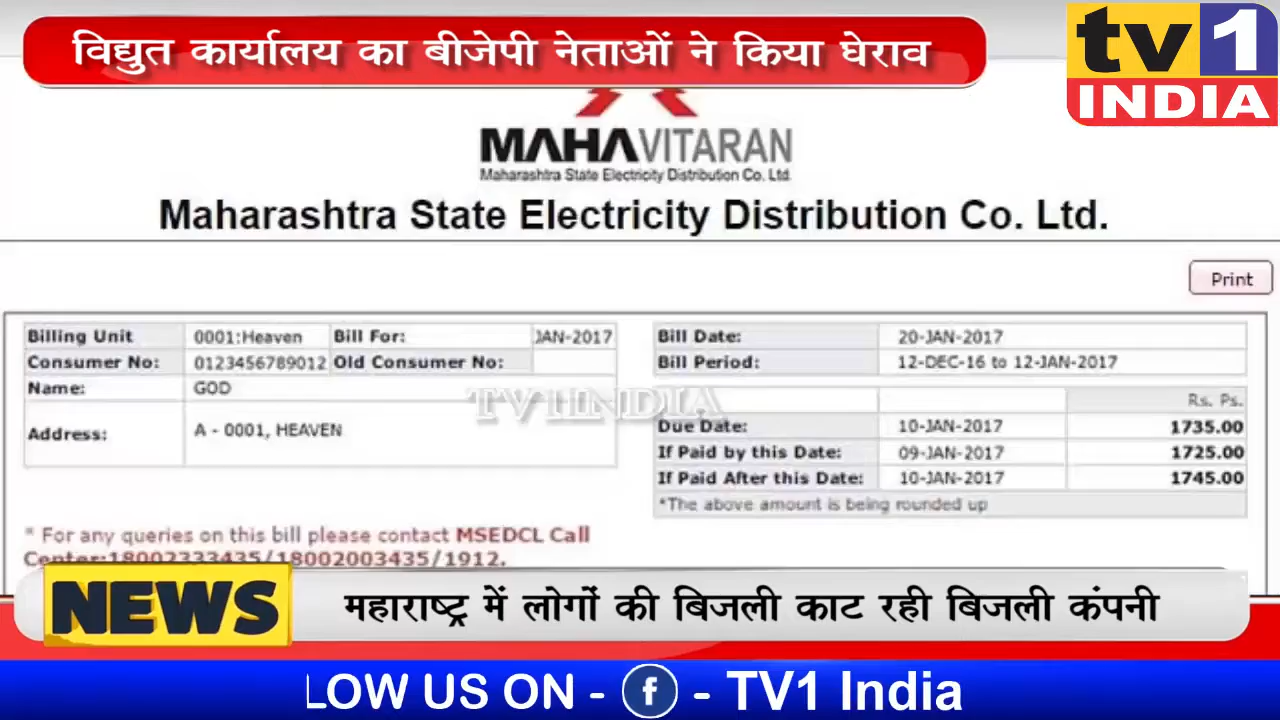 विद्युत कार्यालय का बीजेपी नेताओं ने किया घेराव
tv1
INDIA
MAHAVITARAN
Maharashtra State Electricity Distribution Co. Ltd.
Maharashtra State Electricity Distribution Co. Ltd.
Print
Billing Unit 0001:Heaven Bill For: JAN-2017
Consumer No: 0123456789012 Old Consumer No:
Name: GOD
Address: A - 0001, HEAVEN
Bill Date: 20-JAN-2017
Bill Period: 12-DEC-16 to 12-JAN-2017
Rs. Ps.
Due Date: 10-JAN-2017 1735.00
If Paid by this Date: 09-JAN-2017 1725.00
If Paid After this Date: 10-JAN-2017 1745.00
*The above amount is being rounded up
TV1INDIA
* For any queries on this bill please contact MSEDCL Call
Center:18002333435/18002003435/1912.
NEWS
महाराष्ट्र में लोगों की बिजली काट रही बिजली कंपनी
LOW US ON - f - TV1 India